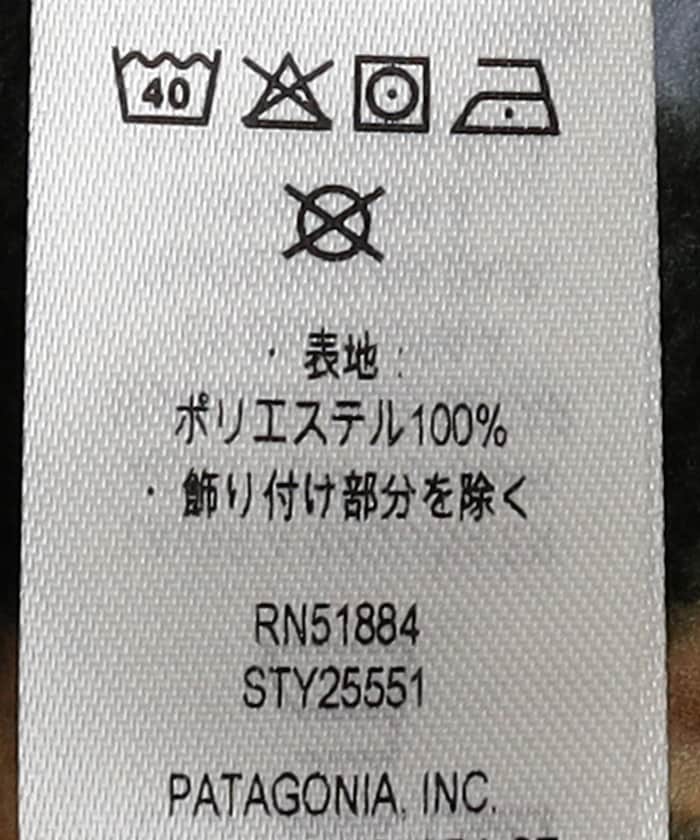 40
・表地:
ポリエステル100%
・飾り付け部分を除く
RN51884
STY25551
PATAGONIA, INC.